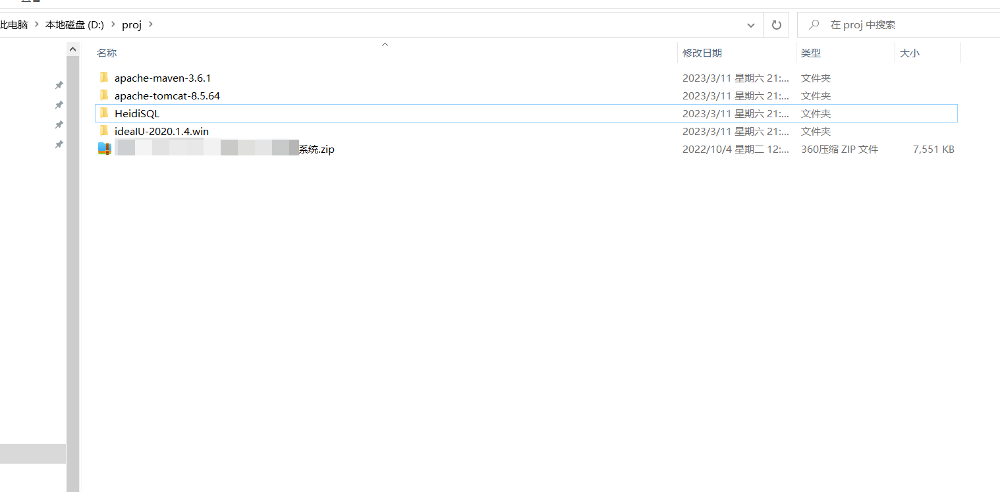 此电脑 > 本地磁盘 (D:) > proj > 在 proj 中搜索
名称 修改日期 类型 大小
apache-maven-3.6.1 2023/3/11 星期六 21:... 文件夹
apache-tomcat-8.5.64 2023/3/11 星期六 21:... 文件夹
HeidiSQL 2023/3/11 星期六 21:... 文件夹
ideaIU-2020.1.4.win 2023/3/11 星期六 21:... 文件夹
系统.zip 2022/10/4 星期二 12:... 360压缩 ZIP 文件 7,551 KB